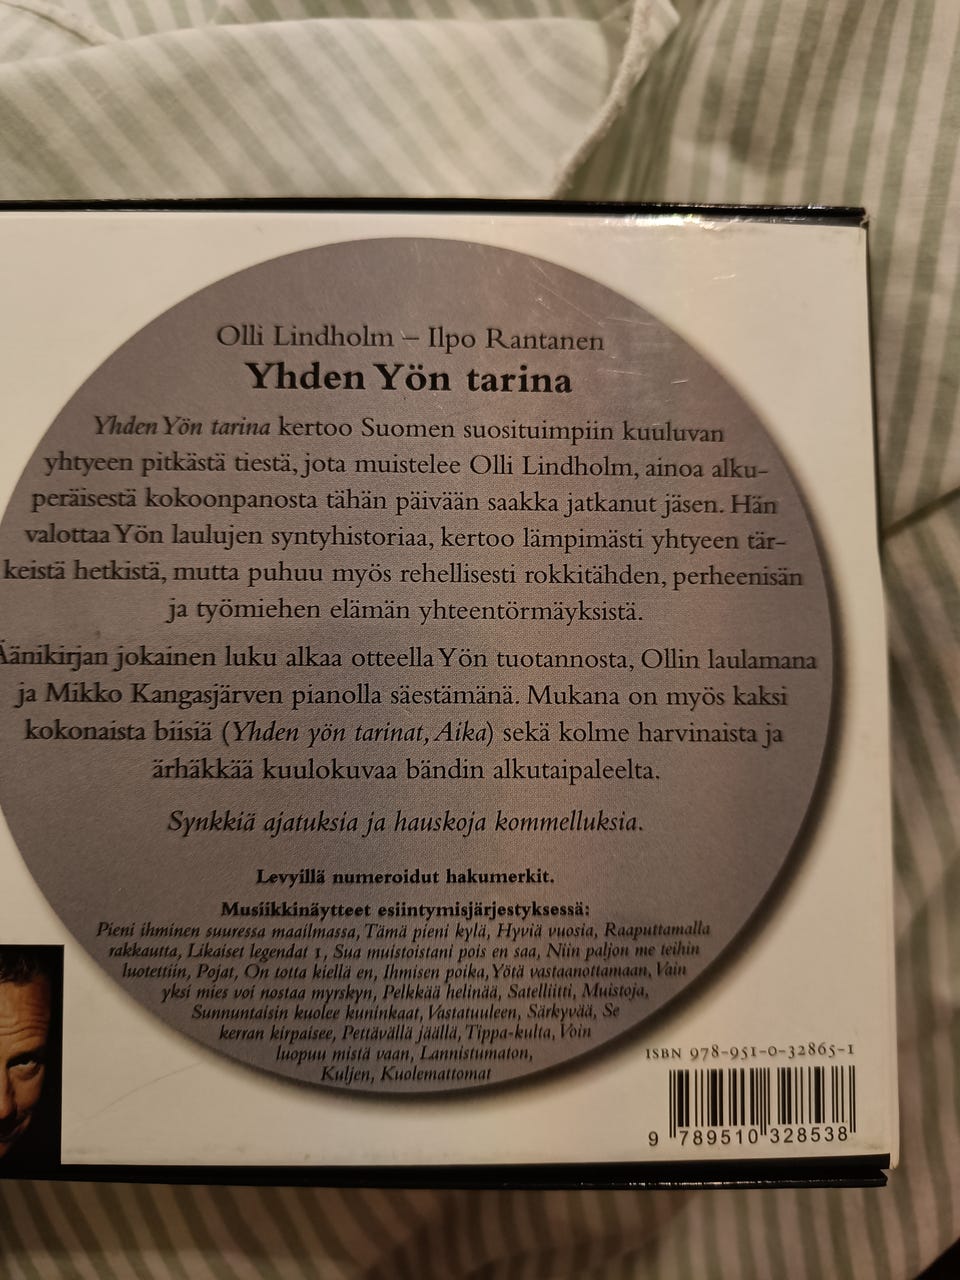 Olli Lindholm – Ilpo Rantanen
Yhden Yön tarina
Yhden Yön tarina kertoo Suomen suosituimpiin kuuluvan
yhtyeen pitkästä tiestä, jota muistelee Olli Lindholm, ainoa alku-
peräisestä kokoonpanosta tähän päivään saakka jatkanut jäsen. Hän
valottaa Yön laulujen syntyhistoriaa, kertoo lämpimästi yhtyeen tär-
keistä hetkistä, mutta puhuu myös rehellisesti rokkitähden, perheenisän
ja työmiehen elämän yhteentörmäyksistä.
Äänikirjan jokainen luku alkaa otteella Yön tuotannosta, Ollin laulamana
ja Mikko Kangasjärven pianolla säestämänä. Mukana on myös kaksi
kokonaista biisiä (Yhden yön tarinat, Aika) sekä kolme harvinaista ja
ärhäkkää kuulokuvaa bändin alkutaipaleelta.
Synkkiä ajatuksia ja hauskoja kommelluksia.
Levyillä numeroidut hakumerkit.
Musiikkinäytteet esiintymisjärjestyksessä:
Pieni ihminen suuressa maailmassa, Tämä pieni kylä, Hyviä vuosia, Raaputtamalla
rakkautta, Likaiset legendat 1, Sua muistoistani pois en saa, Niin paljon me teihin
luotettiin, Pojat, On totta kiellä en, Ihmisen poika, Yötä vastaanottamaan, Vain
yksi mies voi nostaa myrskyn, Pelkkää helinää, Satelliitti, Muistoja,
Sunnuntaisin kuolee kuninkaat, Vastatuuleen, Särkyvää, Se
kerran kirpaisee, Pettävällä jäällä, Tippa-kulta, Voin
luopuu mistä vaan, Lannistumaton,
Kuljen, Kuolemattomat
ISBN 978-951-0-32865-1
9 789510 328538